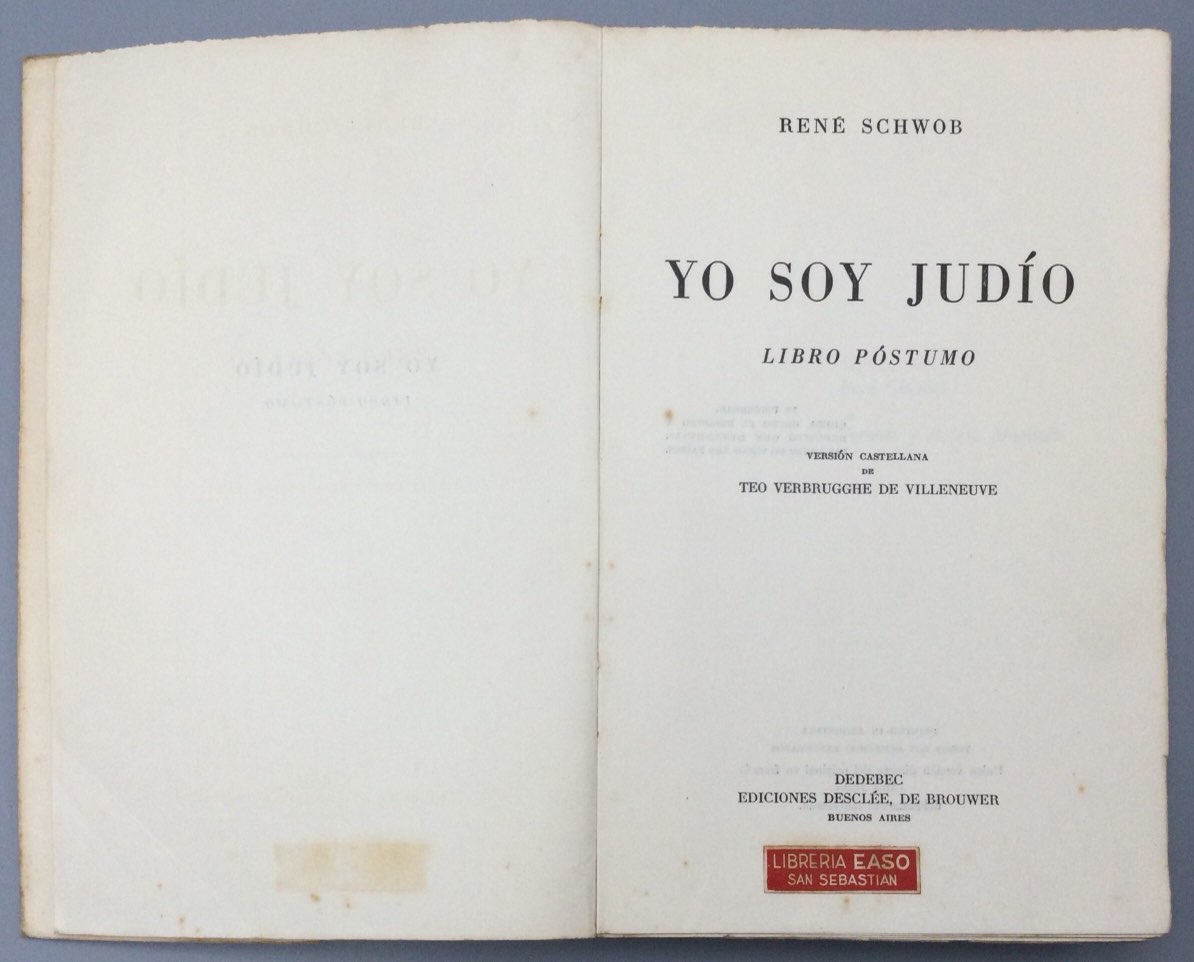 RENÉ SCHWOB
YO SOY JUDÍO
LIBRO PÓSTUMO
VERSIÓN CASTELLANA
DE
TEO VERBRUGGHE DE VILLENEUVE
DEDEBEC
EDICIONES DESCLÉE, DE BROUWER
BUENOS AIRES
LIBRERIA EASO
SAN SEBASTIAN